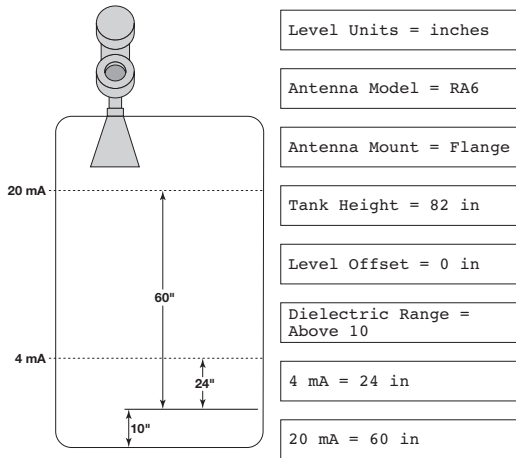 Level Units = inches
Antenna Model = RA6
Antenna Mount = Flange
Tank Height = 82 in
Level Offset = 0 in
Dielectric Range =
Above 10
4 mA = 24 in
20 mA = 60 in
20 mA
60"
4 mA
24"
10"